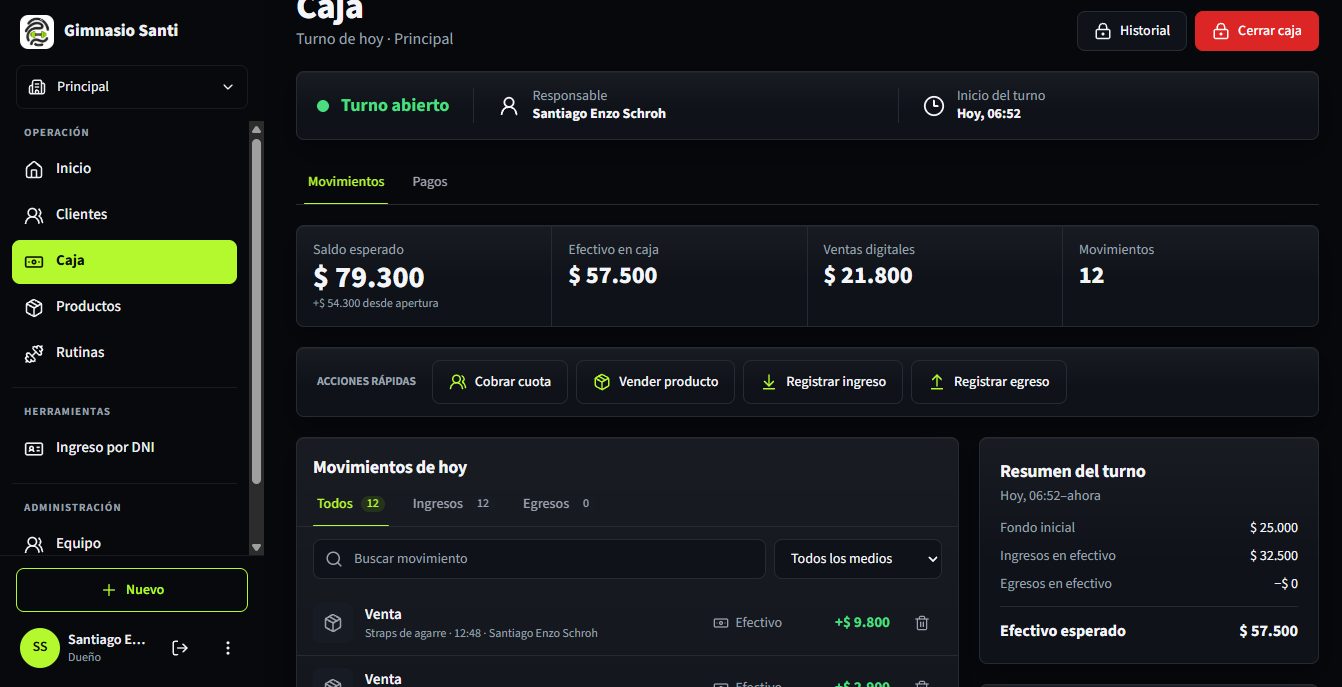 Gimnasio Santi
Principal
OPERACIÓN
Inicio
Clientes
Caja
Productos
Rutinas
HERRAMIENTAS
Ingreso por DNI
ADMINISTRACIÓN
Equipo
+ Nuevo
SS
Santiago E...
Dueño
Caja
Turno de hoy · Principal
Historial
Cerrar caja
Turno abierto
Responsable
Santiago Enzo Schroh
Inicio del turno
Hoy, 06:52
Movimientos
Pagos
Saldo esperado
$ 79.300
+$ 54.300 desde apertura
Efectivo en caja
$ 57.500
Ventas digitales
$ 21.800
Movimientos
12
ACCIONES RÁPIDAS
Cobrar cuota
Vender producto
Registrar ingreso
Registrar egreso
Movimientos de hoy
Todos 12
Ingresos 12
Egresos 0
Buscar movimiento
Todos los medios
Venta
Straps de agarre · 12:48 · Santiago Enzo Schroh
Efectivo
+$ 9.800
Venta
Efectivo
+$ 2.900
Resumen del turno
Hoy, 06:52–ahora
Fondo inicial
$ 25.000
Ingresos en efectivo
$ 32.500
Egresos en efectivo
−$ 0
Efectivo esperado
$ 57.500